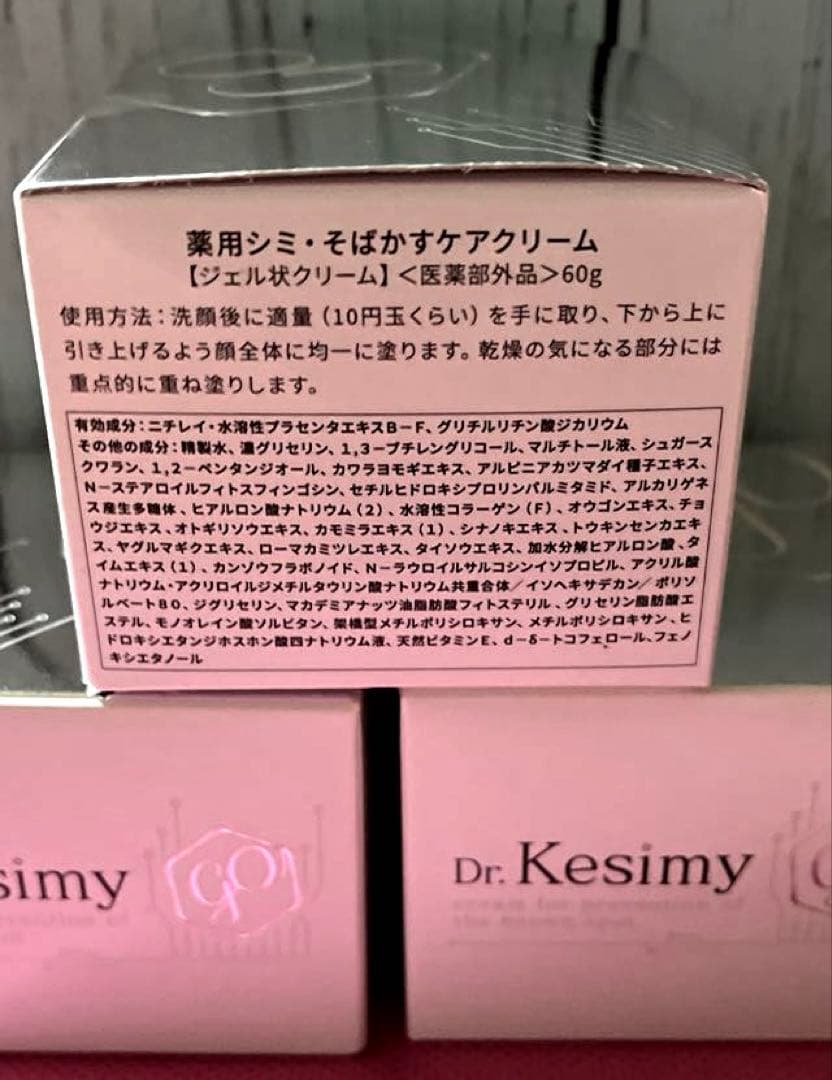 薬用シミ・そばかすケアクリーム
【ジェル状クリーム】＜医薬部外品＞60g
使用方法：洗顔後に適量（10円玉くらい）を手に取り、下から上に
引き上げるよう顔全体に均一に塗ります。乾燥の気になる部分には
重点的に重ね塗りします。
有効成分：ニチレイ・水溶性プラセンタエキスB－F、グリチルリチン酸ジカリウム
その他の成分：精製水、濃グリセリン、1,3－ブチレングリコール、マルチトール液、シュガース
クワラン、1,2－ペンタンジオール、カワラヨモギエキス、アルピニアカツマダイ種子エキス、
N－ステアロイルフィトスフィンゴシン、セチルヒドロキシプロリンパルミタミド、アルカリゲネ
ス産生多糖体、ヒアルロン酸ナトリウム（2）、水溶性コラーゲン（F）、オウゴンエキス、チョ
ウジエキス、オトギリソウエキス、カモミラエキス（1）、シナノキエキス、トウキンセンカエキ
ス、ヤグルマギクエキス、ローマカミツレエキス、タイソウエキス、加水分解ヒアルロン酸、タ
イムエキス（1）、カンゾウフラボノイド、N－ラウロイルサルコシンイソプロピル、アクリル酸
ナトリウム・アクリロイルジメチルタウリン酸ナトリウム共重合体／イソヘキサデカン／ポリソ
ルベート80、ジグリセリン、マカデミアナッツ油脂肪酸フィトステリル、グリセリン脂肪酸エ
ステル、モノオレイン酸ソルビタン、架橋型メチルポリシロキサン、メチルポリシロキサン、ヒ
ドロキシエタンジホスホン酸四ナトリウム液、天然ビタミンE、d－δ－トコフェロール、フェノ
キシエタノール
simy
Dr. Kesimy
cream for prevention of